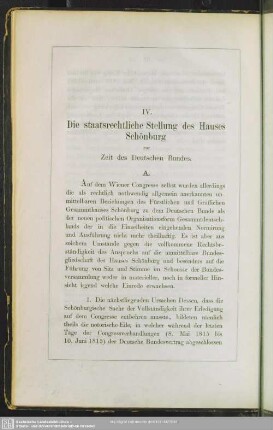 IV.
Die staatsrechtliche Stellung des Hauses
Schönburg
zur
Zeit des Deutschen Bundes.
A.
Auf dem Wiener Congresse selbst wurden allerdings
die als rechtlich nothwendig allgemein anerkannten un-
mittelbaren Beziehungen des Fürstlichen und Gräflichen
Gesammthauses Schönburg zu dem Deutschen Bunde als
der neuen politischen Organisationsform Gesammtdeutsch-
lands der in die Einzelheiten eingehenden Normirung
und Ausführung nicht mehr theilhaftig. Es ist aber aus
solchem Umstande gegen die vollkommene Rechtsbe-
ständigkeit des Anspruchs auf die unmittelbare Bundes-
gliedschaft des Hauses Schönburg und besonders auf die
Führung von Sitz und Stimme im Schoosse der Bundes-
versammlung weder in materieller, noch in formeller Hin-
sicht irgend welche Einrede erwachsen.
1. Die nächstliegenden Ursachen Dessen, dass die
Schönburgische Sache der Vollständigkeit ihrer Erledigung
auf dem Congresse entbehren musste, bildeten nämlich
theils die notorische Eile, in welcher während der letzten
Tage der Congressverhandlungen (8. Mai 1815 bis
10. Juni 1815) der Deutsche Bundesvertrag abgeschlossen